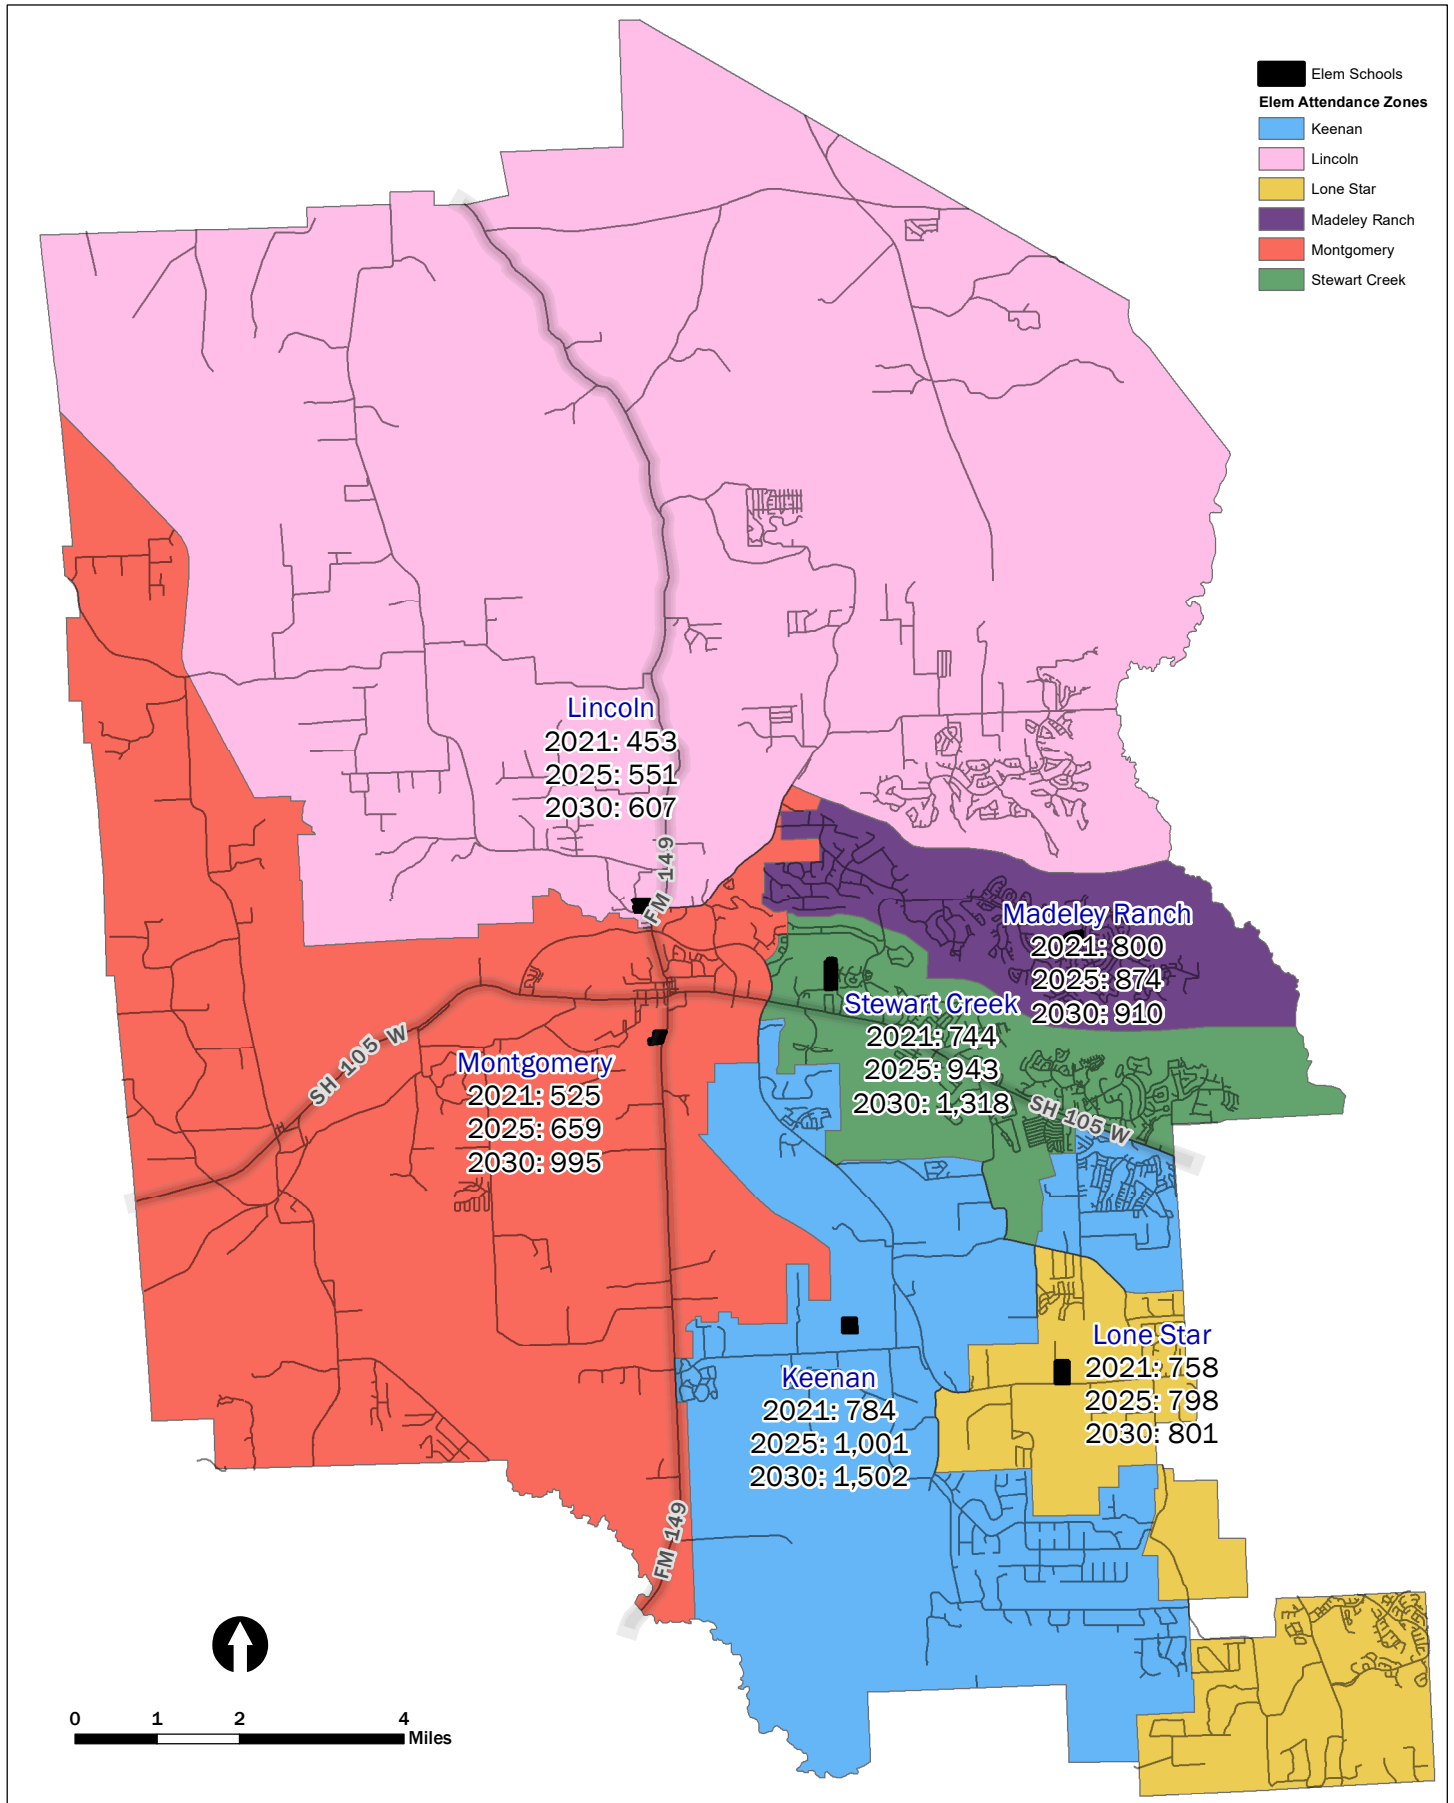 Elem Schools
Elem Attendance Zones
Keenan
Lincoln
Lone Star
Madeley Ranch
Montgomery
Stewart Creek
Lincoln
2021: 453
2025: 551
2030: 607
FM 149
Madeley Ranch
2021: 800
2025: 874
2030: 910
Stewart Creek
2021: 744
2025: 943
2030: 1,318
SH 105 W
Montgomery
2021: 525
2025: 659
2030: 995
SH 105 W
Lone Star
2021: 758
2025: 798
2030: 801
Keenan
2021: 784
2025: 1,001
2030: 1,502
FM 149
0 1 2 4
Miles